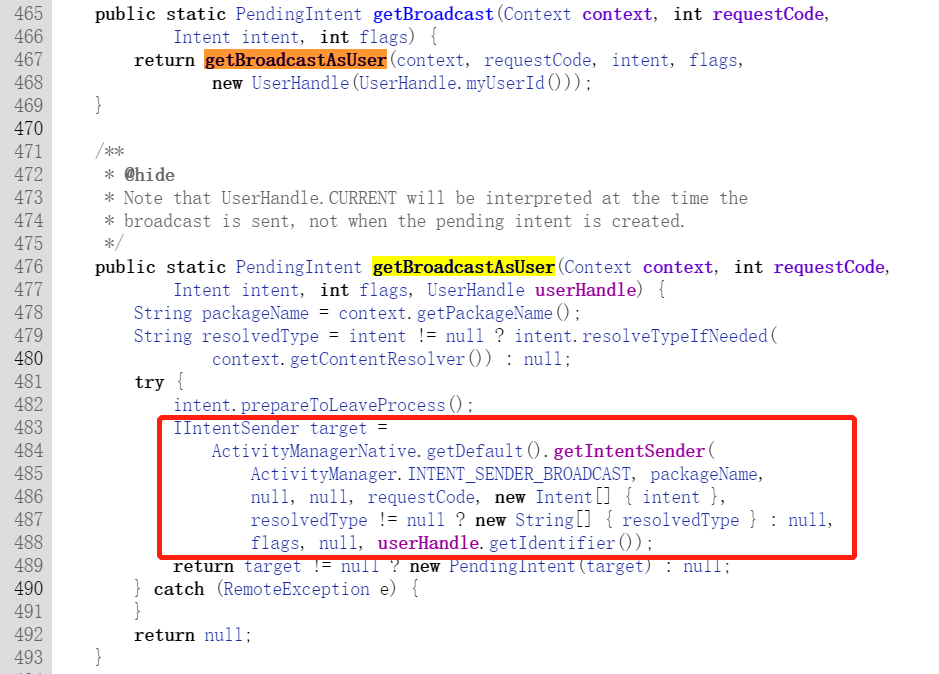 465 public static PendingIntent getBroadcast(Context context, int requestCode,
466 Intent intent, int flags) {
467 return getBroadcastAsUser(context, requestCode, intent, flags,
468 new UserHandle(UserHandle.myUserId()));
469 }
470
471 /**
472 * @hide
473 * Note that UserHandle.CURRENT will be interpreted at the time the
474 * broadcast is sent, not when the pending intent is created.
475 */
476 public static PendingIntent getBroadcastAsUser(Context context, int requestCode,
477 Intent intent, int flags, UserHandle userHandle) {
478 String packageName = context.getPackageName();
479 String resolvedType = intent != null ? intent.resolveTypeIfNeeded(
480 context.getContentResolver()) : null;
481 try {
482 intent.prepareToLeaveProcess();
483 IIntentSender target =
484 ActivityManagerNative.getDefault().getIntentSender(
485 ActivityManager.INTENT_SENDER_BROADCAST, packageName,
486 null, null, requestCode, new Intent[] { intent },
487 resolvedType != null ? new String[] { resolvedType } : null,
488 flags, null, userHandle.getIdentifier());
489 return target != null ? new PendingIntent(target) : null;
490 } catch (RemoteException e) {
491 }
492 return null;
493 }